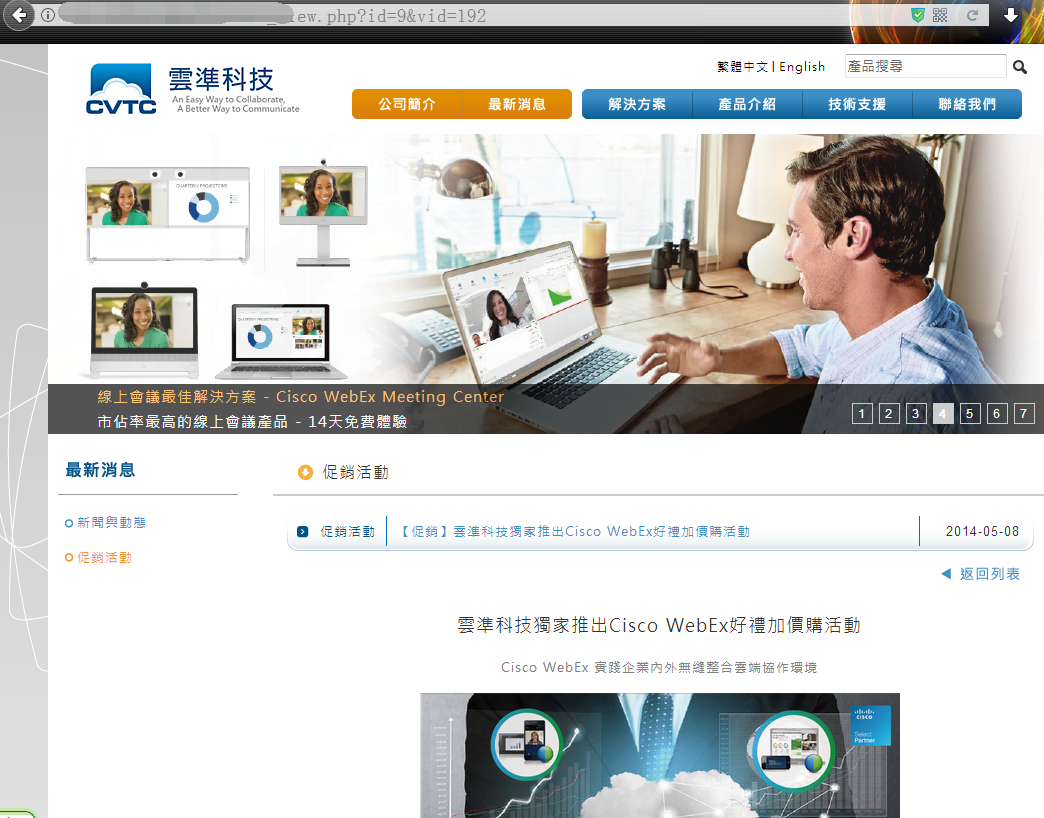 iew.php?id=9&vid=192
繁體中文 | English
產品搜尋
CVTC
雲準科技
An Easy Way to Collaborate,
A Better Way to Communicate
公司簡介
最新消息
解決方案
產品介紹
技術支援
聯絡我們
QUARTERLY PROJECTIONS
線上會議最佳解決方案 - Cisco WebEx Meeting Center
市佔率最高的線上會議產品 - 14天免費體驗
1 2 3 4 5 6 7
最新消息
新聞與動態
促銷活動
促銷活動
促銷活動 【促銷】雲準科技獨家推出Cisco WebEx好禮加價購活動 2014-05-08
返回列表
雲準科技獨家推出Cisco WebEx好禮加價購活動
Cisco WebEx 實踐企業內外無縫整合雲端協作環境
CISCO
Select
Partner